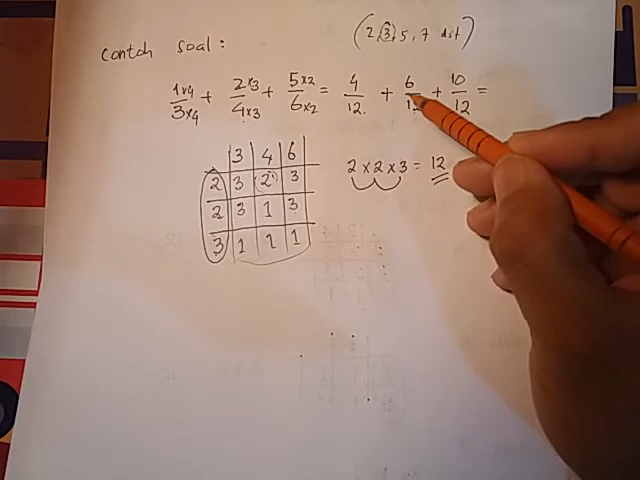 contoh soal : (2, 3, 5, 7 dst)
1x4/3x4 + 2x3/4x3 + 5x2/6x2 = 4/12 + 6/12 + 10/12 =
3 4 6
2 3 2 3 2 x 2 x 3 = 12
2 3 1 3
3 1 1 1